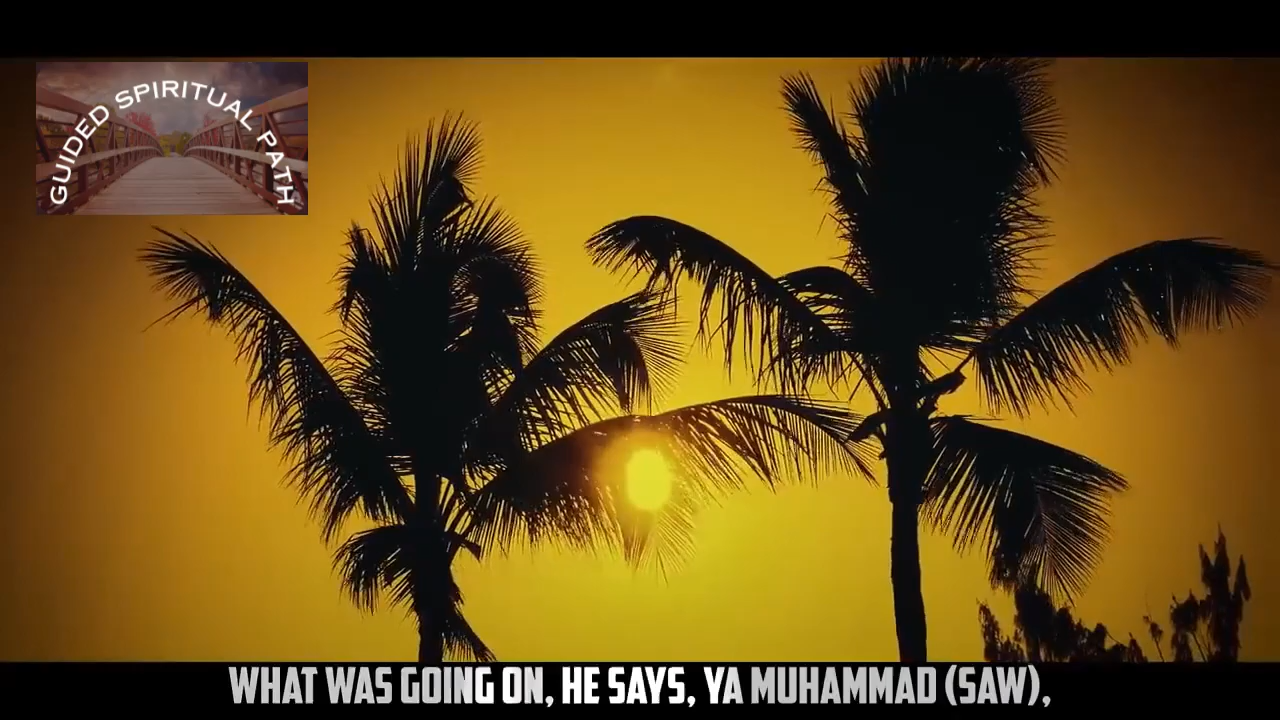 GUIDED SPIRITUAL PATH
WHAT WAS GOING ON, HE SAYS, YA MUHAMMAD (SAW),